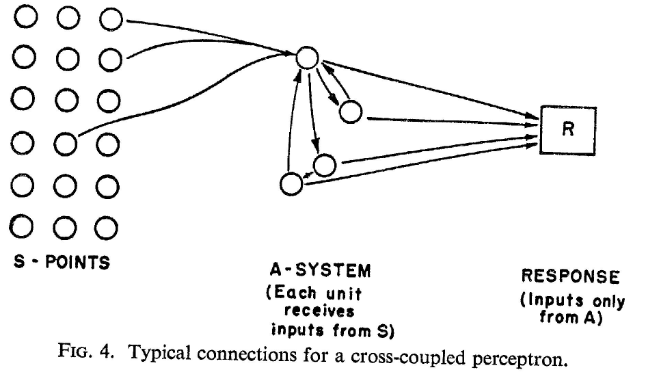 R
S - POINTS
A-SYSTEM
(Each unit
receives
inputs from S)
RESPONSE
(Inputs only
from A)
FIG. 4. Typical connections for a cross-coupled perceptron.